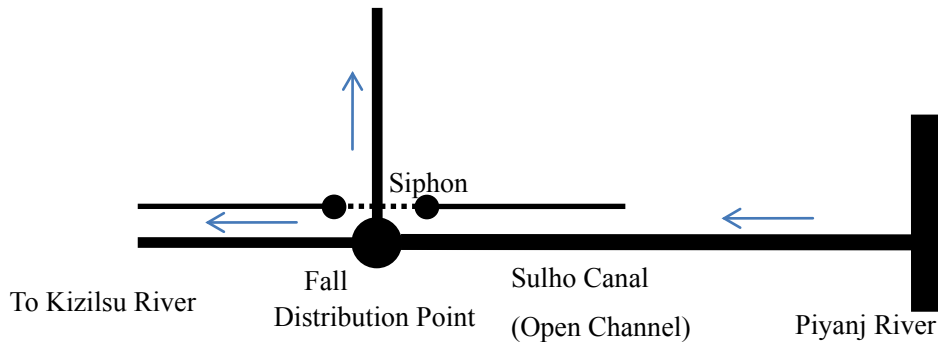 Siphon
Fall
Sulho Canal
To Kizilsu River
Distribution Point
(Open Channel)
Piyanj River